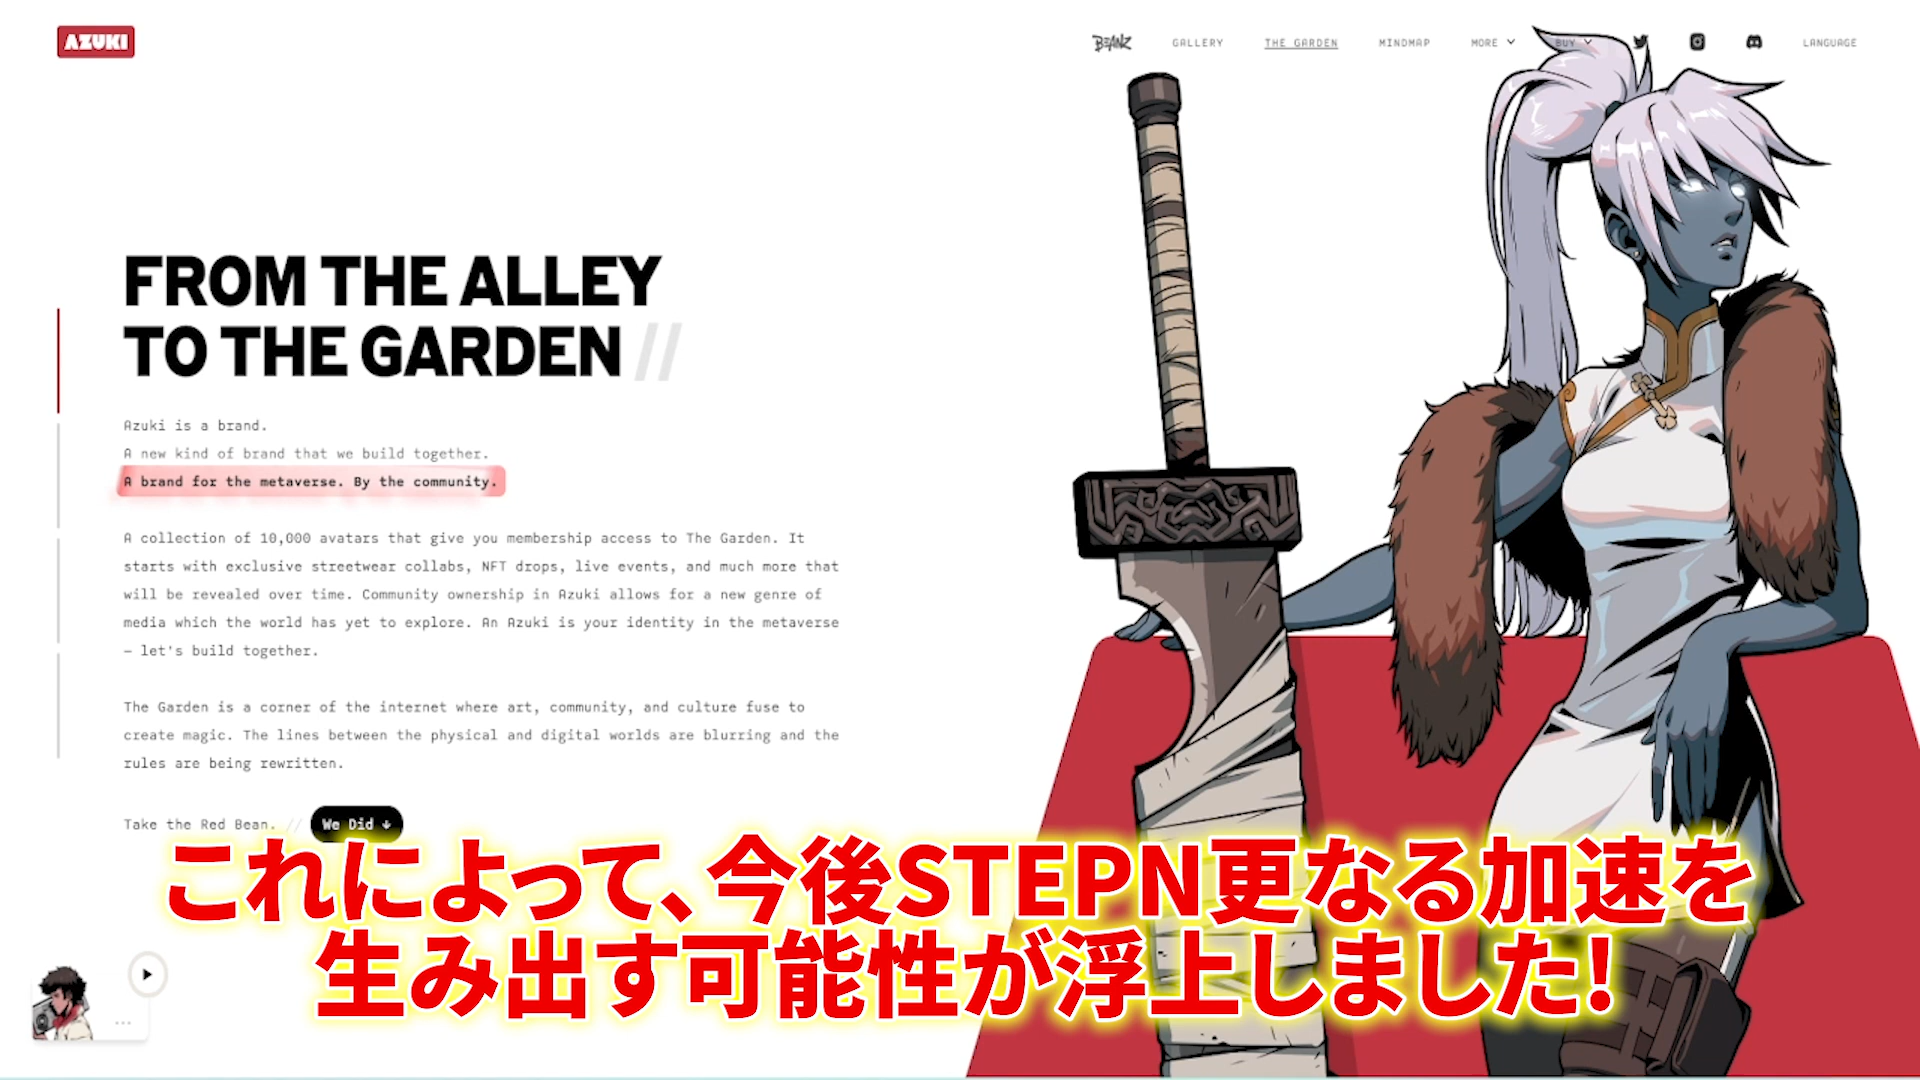 AZUKI
BEANZ
GALLERY
THE GARDEN
MINDMAP
MORE
BUY
LANGUAGE
FROM THE ALLEY
TO THE GARDEN //
Azuki is a brand.
A new kind of brand that we build together.
A brand for the metaverse. By the community.
A collection of 10,000 avatars that give you membership access to The Garden. It
starts with exclusive streetwear collabs, NFT drops, live events, and much more that
will be revealed over time. Community ownership in Azuki allows for a new genre of
media which the world has yet to explore. An Azuki is your identity in the metaverse
— let's build together.
The Garden is a corner of the internet where art, community, and culture fuse to
create magic. The lines between the physical and digital worlds are blurring and the
rules are being rewritten.
Take the Red Bean. // We Did ↓
これによって、今後STEPN更なる加速を
生み出す可能性が浮上しました!
...